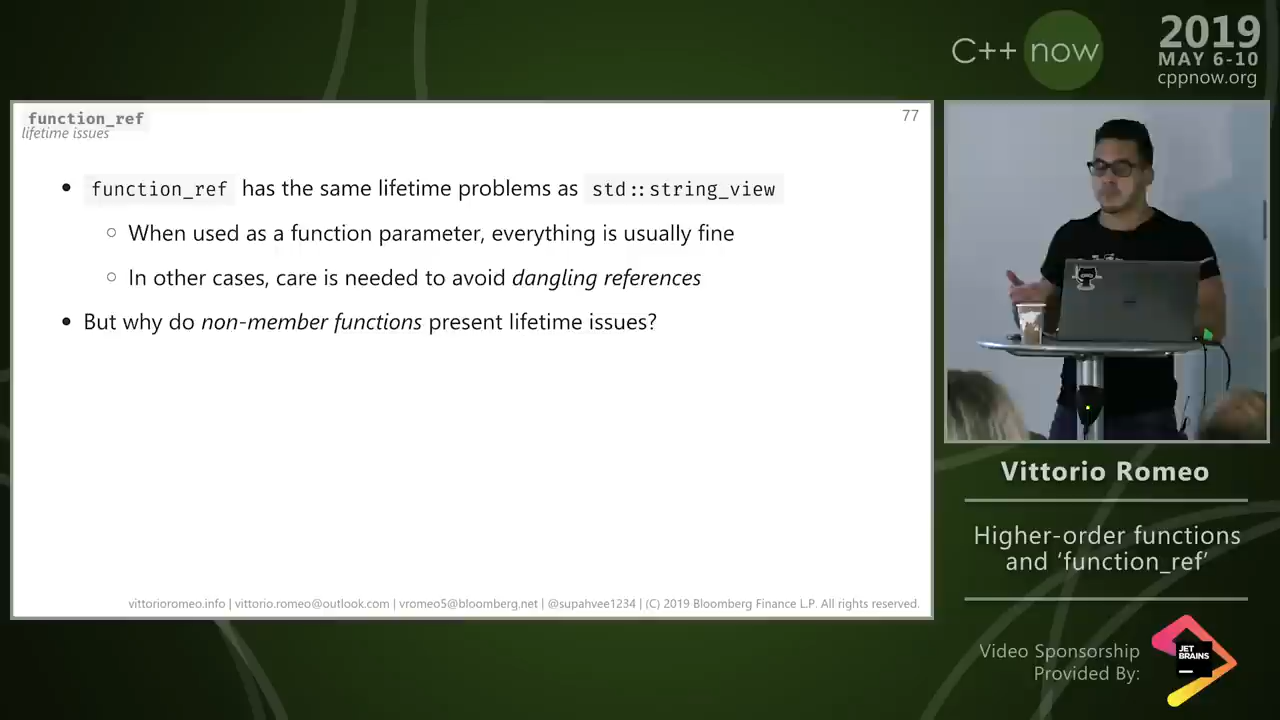 C++ now
2019
MAY 6-10
cppnow.org
function_ref
lifetime issues
77
• function_ref has the same lifetime problems as std::string_view
○ When used as a function parameter, everything is usually fine
○ In other cases, care is needed to avoid dangling references
• But why do non-member functions present lifetime issues?
vittorioromeo.info | vittorio.romeo@outlook.com | vromeo5@bloomberg.net | @supahvee1234 | (C) 2019 Bloomberg Finance L.P. All rights reserved.
Vittorio Romeo
Higher-order functions
and ‘function_ref’
Video Sponsorship
Provided By:
JET
BRAINS